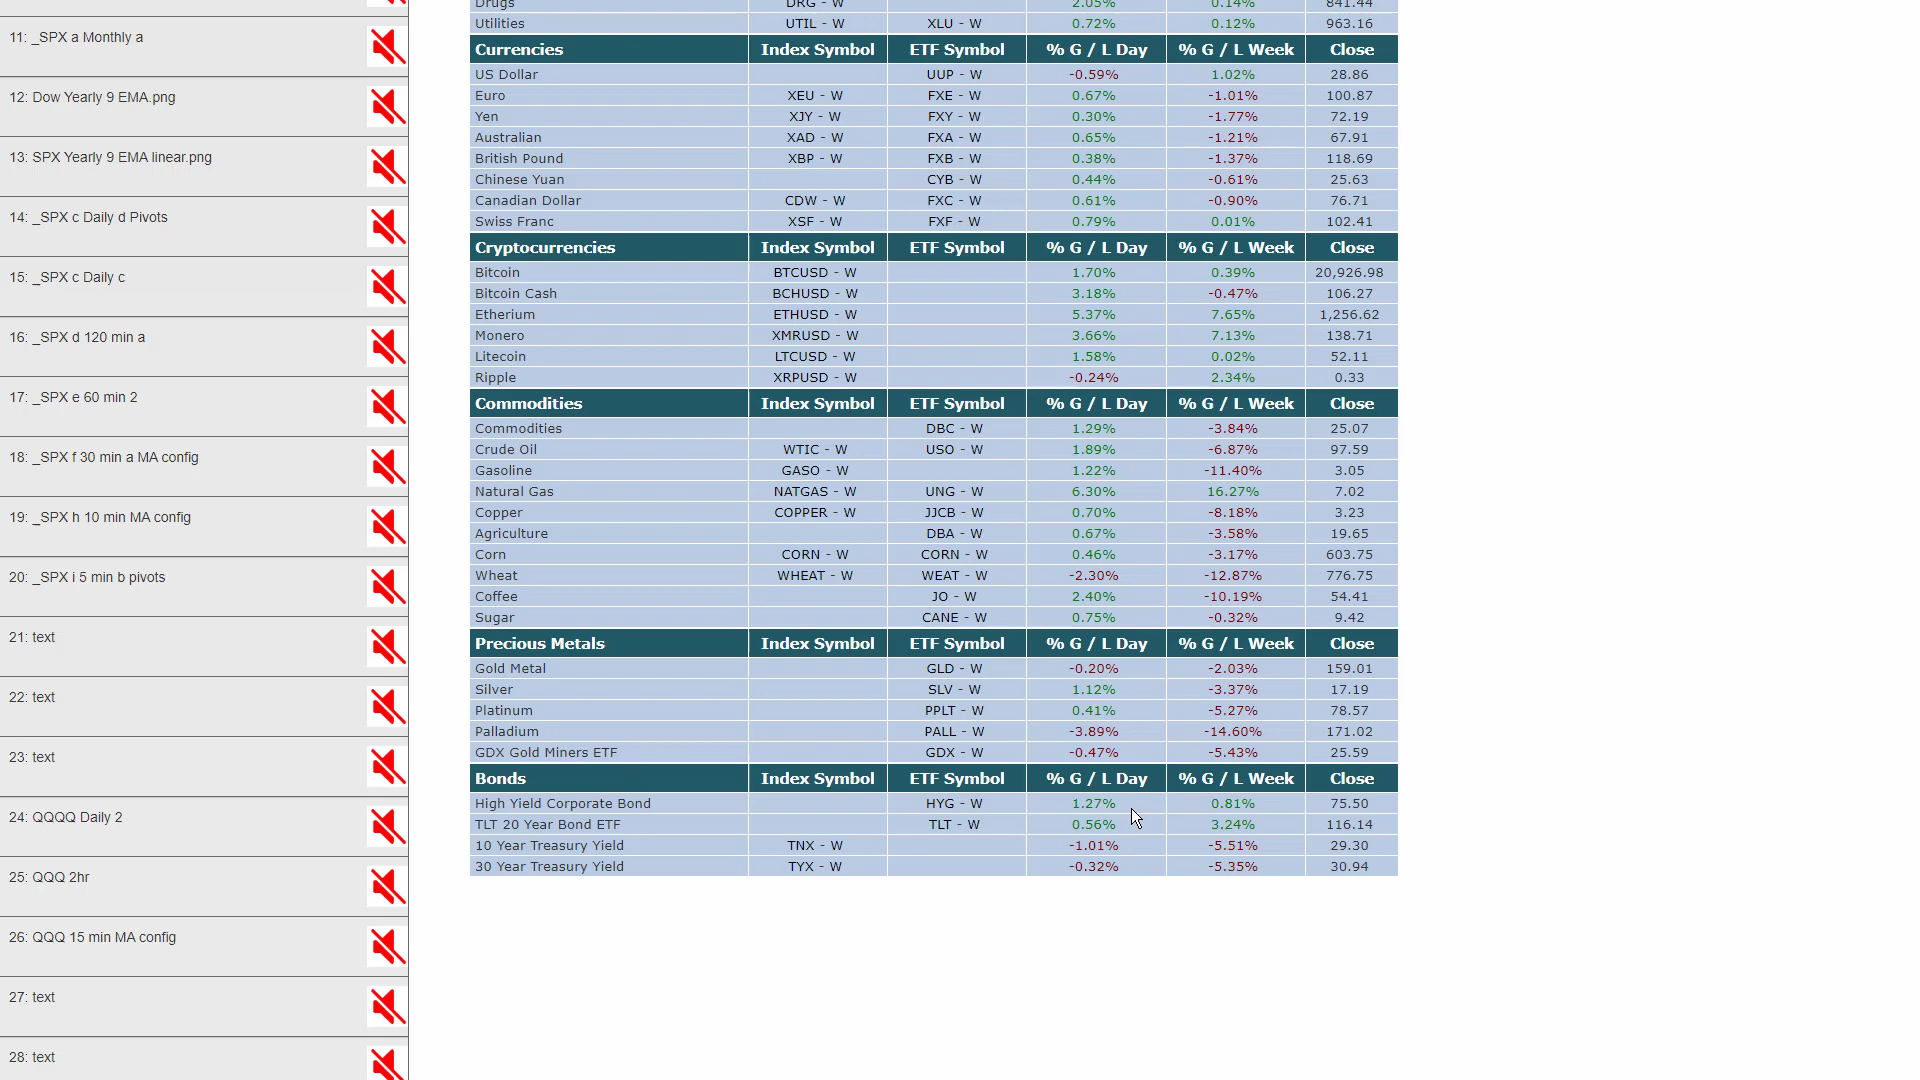 11: _SPX a Monthly a
12: Dow Yearly 9 EMA.png
13: SPX Yearly 9 EMA linear.png
14: _SPX c Daily d Pivots
15: _SPX c Daily c
16: _SPX d 120 min a
17: _SPX e 60 min 2
18: _SPX f 30 min a MA config
19: _SPX h 10 min MA config
20: _SPX i 5 min b pivots
21: text
22: text
23: text
24: QQQQ Daily 2
25: QQQ 2hr
26: QQQ 15 min MA config
27: text
28: text
Drugs DRG - W 2.05% 0.14% 841.44
Utilities UTIL - W XLU - W 0.72% 0.12% 963.16
Currencies Index Symbol ETF Symbol % G / L Day % G / L Week Close
US Dollar UUP - W -0.59% 1.02% 28.86
Euro XEU - W FXE - W 0.67% -1.01% 100.87
Yen XJY - W FXY - W 0.30% -1.77% 72.19
Australian XAD - W FXA - W 0.65% -1.21% 67.91
British Pound XBP - W FXB - W 0.38% -1.37% 118.69
Chinese Yuan CYB - W 0.44% -0.61% 25.63
Canadian Dollar CDW - W FXC - W 0.61% -0.90% 76.71
Swiss Franc XSF - W FXF - W 0.79% 0.01% 102.41
Cryptocurrencies Index Symbol ETF Symbol % G / L Day % G / L Week Close
Bitcoin BTCUSD - W 1.70% 0.39% 20,926.98
Bitcoin Cash BCHUSD - W 3.18% -0.47% 106.27
Etherium ETHUSD - W 5.37% 7.65% 1,256.62
Monero XMRUSD - W 3.66% 7.13% 138.71
Litecoin LTCUSD - W 1.58% 0.02% 52.11
Ripple XRPUSD - W -0.24% 2.34% 0.33
Commodities Index Symbol ETF Symbol % G / L Day % G / L Week Close
Commodities DBC - W 1.29% -3.84% 25.07
Crude Oil WTIC - W USO - W 1.89% -6.87% 97.59
Gasoline GASO - W 1.22% -11.40% 3.05
Natural Gas NATGAS - W UNG - W 6.30% 16.27% 7.02
Copper COPPER - W JJCB - W 0.70% -8.18% 3.23
Agriculture DBA - W 0.67% -3.58% 19.65
Corn CORN - W CORN - W 0.46% -3.17% 603.75
Wheat WHEAT - W WEAT - W -2.30% -12.87% 776.75
Coffee JO - W 2.40% -10.19% 54.41
Sugar CANE - W 0.75% -0.32% 9.42
Precious Metals Index Symbol ETF Symbol % G / L Day % G / L Week Close
Gold Metal GLD - W -0.20% -2.03% 159.01
Silver SLV - W 1.12% -3.37% 17.19
Platinum PPLT - W 0.41% -5.27% 78.57
Palladium PALL - W -3.89% -14.60% 171.02
GDX Gold Miners ETF GDX - W -0.47% -5.43% 25.59
Bonds Index Symbol ETF Symbol % G / L Day % G / L Week Close
High Yield Corporate Bond HYG - W 1.27% 0.81% 75.50
TLT 20 Year Bond ETF TLT - W 0.56% 3.24% 116.14
10 Year Treasury Yield TNX - W -1.01% -5.51% 29.30
30 Year Treasury Yield TYX - W -0.32% -5.35% 30.94